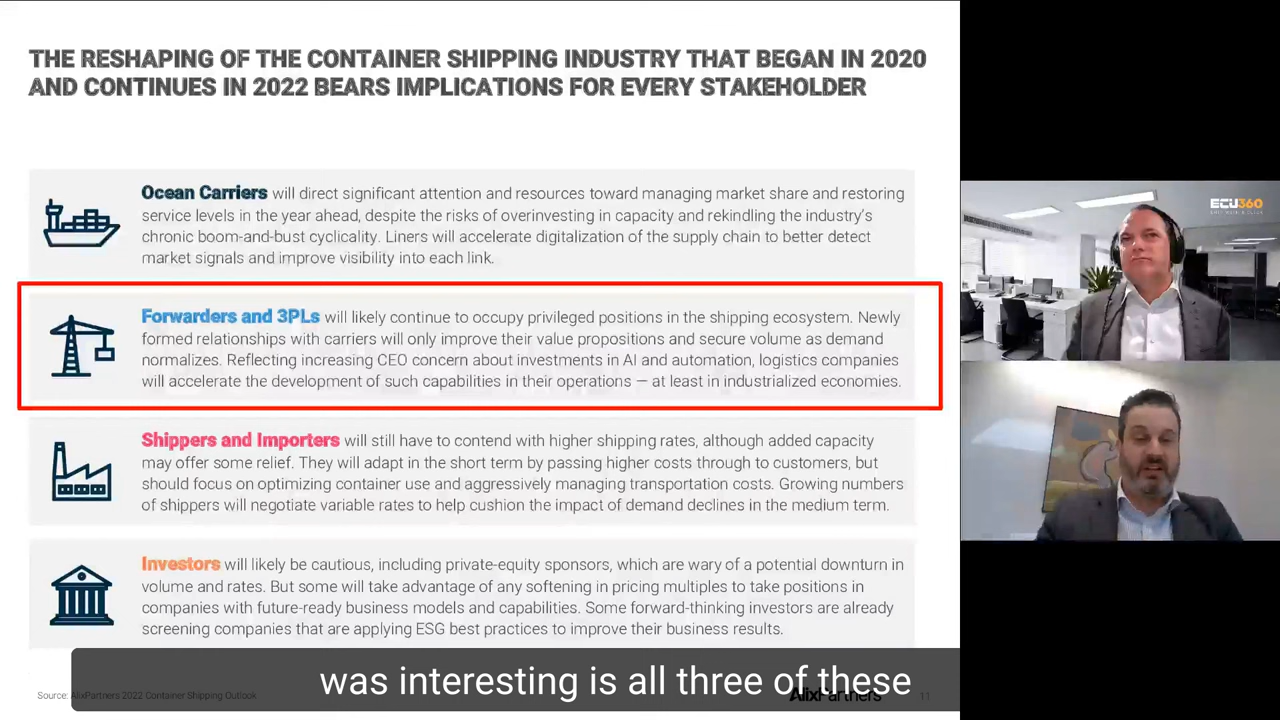 THE RESHAPING OF THE CONTAINER SHIPPING INDUSTRY THAT BEGAN IN 2020
AND CONTINUES IN 2022 BEARS IMPLICATIONS FOR EVERY STAKEHOLDER
Ocean Carriers will direct significant attention and resources toward managing market share and restoring
service levels in the year ahead, despite the risks of overinvesting in capacity and rekindling the industry's
chronic boom-and-bust cyclicality. Liners will accelerate digitalization of the supply chain to better detect
market signals and improve visibility into each link.
Forwarders and 3PLs will likely continue to occupy privileged positions in the shipping ecosystem. Newly
formed relationships with carriers will only improve their value propositions and secure volume as demand
normalizes. Reflecting increasing CEO concern about investments in AI and automation, logistics companies
will accelerate the development of such capabilities in their operations — at least in industrialized economies.
Shippers and Importers will still have to contend with higher shipping rates, although added capacity
may offer some relief. They will adapt in the short term by passing higher costs through to customers, but
should focus on optimizing container use and aggressively managing transportation costs. Growing numbers
of shippers will negotiate variable rates to help cushion the impact of demand declines in the medium term.
Investors will likely be cautious, including private-equity sponsors, which are wary of a potential downturn in
volume and rates. But some will take advantage of any softening in pricing multiples to take positions in
companies with future-ready business models and capabilities. Some forward-thinking investors are already
screening companies that are applying ESG best practices to improve their business results.
Source: AlixPartners 2022 Container Shipping Outlook
AlixPartners
11
was interesting is all three of these
ECU360